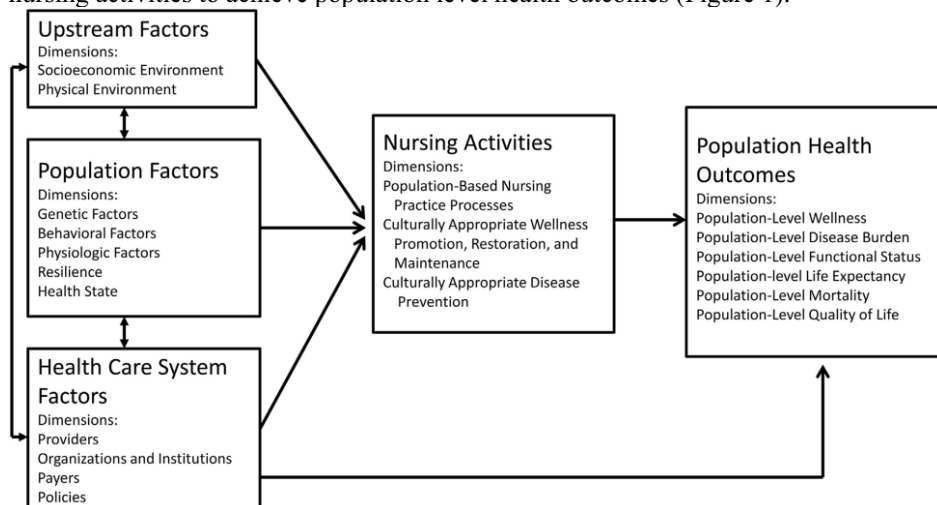 nursing activities to achieve population-level health outcomes (Figure 1).
Upstream Factors
Dimensions:
Socioeconomic Environment
Physical Environment
Population Factors
Dimensions:
Genetic Factors
Behavioral Factors
Physiologic Factors
Resilience
Health State
Health Care System
Factors
Dimensions:
Providers
Organizations and Institutions
Payers
Policies
Nursing Activities
Dimensions:
Population-Based Nursing
Practice Processes
Culturally Appropriate Wellness
Promotion, Restoration, and
Maintenance
Culturally Appropriate Disease
Prevention
Population Health
Outcomes
Dimensions:
Population-Level Wellness
Population-Level Disease Burden
Population-Level Functional Status
Population-level Life Expectancy
Population-Level Mortality
Population-Level Quality of Life